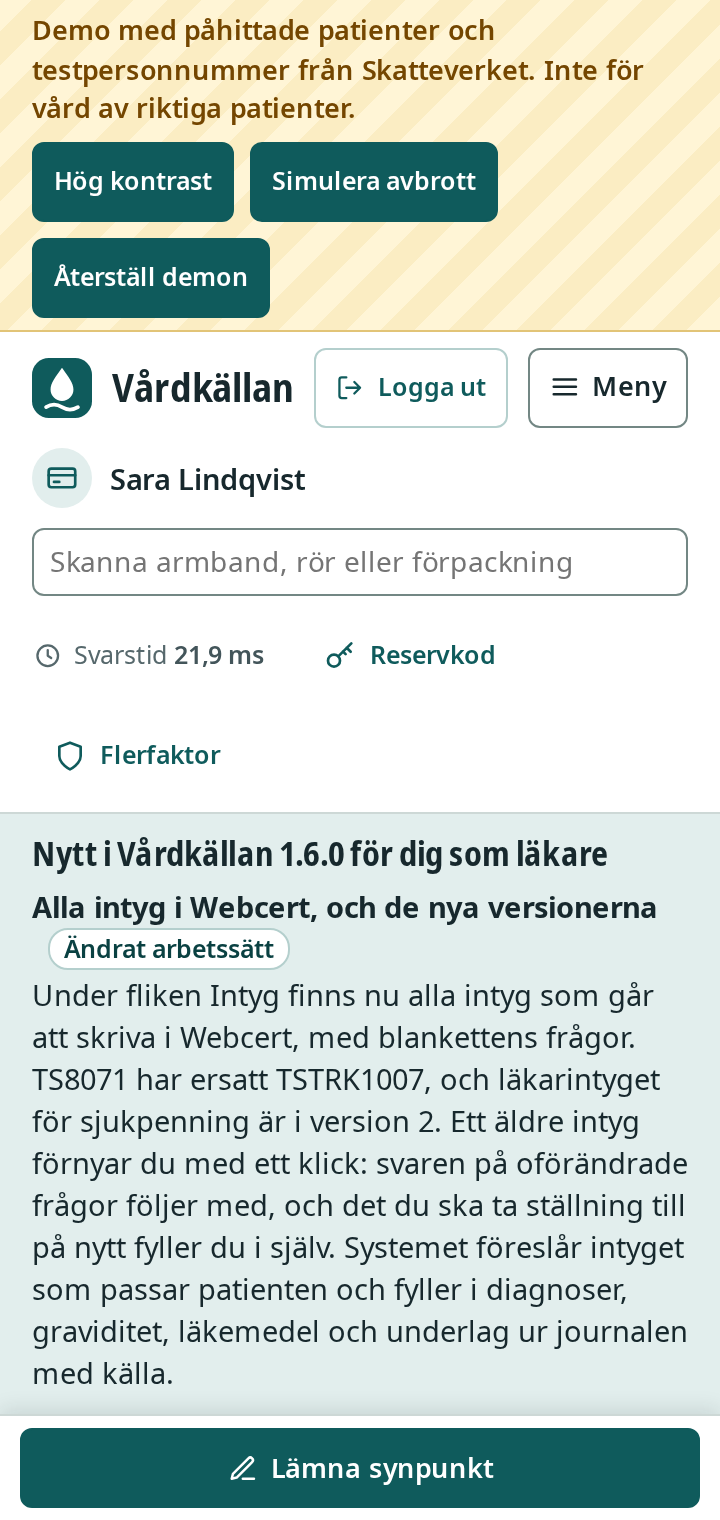 Demo med påhittade patienter och
testpersonnummer från Skatteverket. Inte för
vård av riktiga patienter.
Hög kontrast
Simulera avbrott
Återställ demon
Vårdkällan
Logga ut
Meny
Sara Lindqvist
Skanna armband, rör eller förpackning
Svarstid 21,9 ms
Reservkod
Flerfaktor
Nytt i Vårdkällan 1.6.0 för dig som läkare
Alla intyg i Webcert, och de nya versionerna
Ändrat arbetssätt
Under fliken Intyg finns nu alla intyg som går
att skriva i Webcert, med blankettens frågor.
TS8071 har ersatt TSTRK1007, och läkarintyget
för sjukpenning är i version 2. Ett äldre intyg
förnyar du med ett klick: svaren på oförändrade
frågor följer med, och det du ska ta ställning till
på nytt fyller du i själv. Systemet föreslår intyget
som passar patienten och fyller i diagnoser,
graviditet, läkemedel och underlag ur journalen
med källa.
Lämna synpunkt